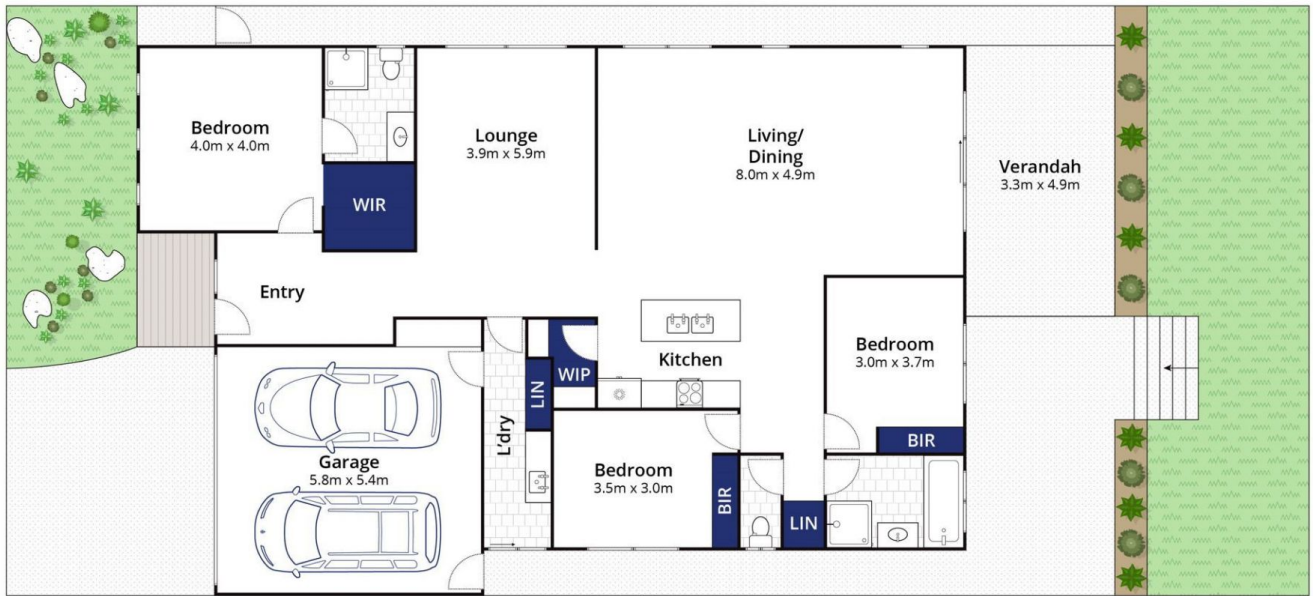 Bedroom
4.0m x 4.0m
WIR
Lounge
3.9m x 5.9m
Living/
Dining
8.0m x 4.9m
Verandah
3.3m x 4.9m
Entry
Kitchen
WIP
LIN
L'dry
Garage
5.8m x 5.4m
Bedroom
3.5m x 3.0m
BIR
LIN
Bedroom
3.0m x 3.7m
BIR